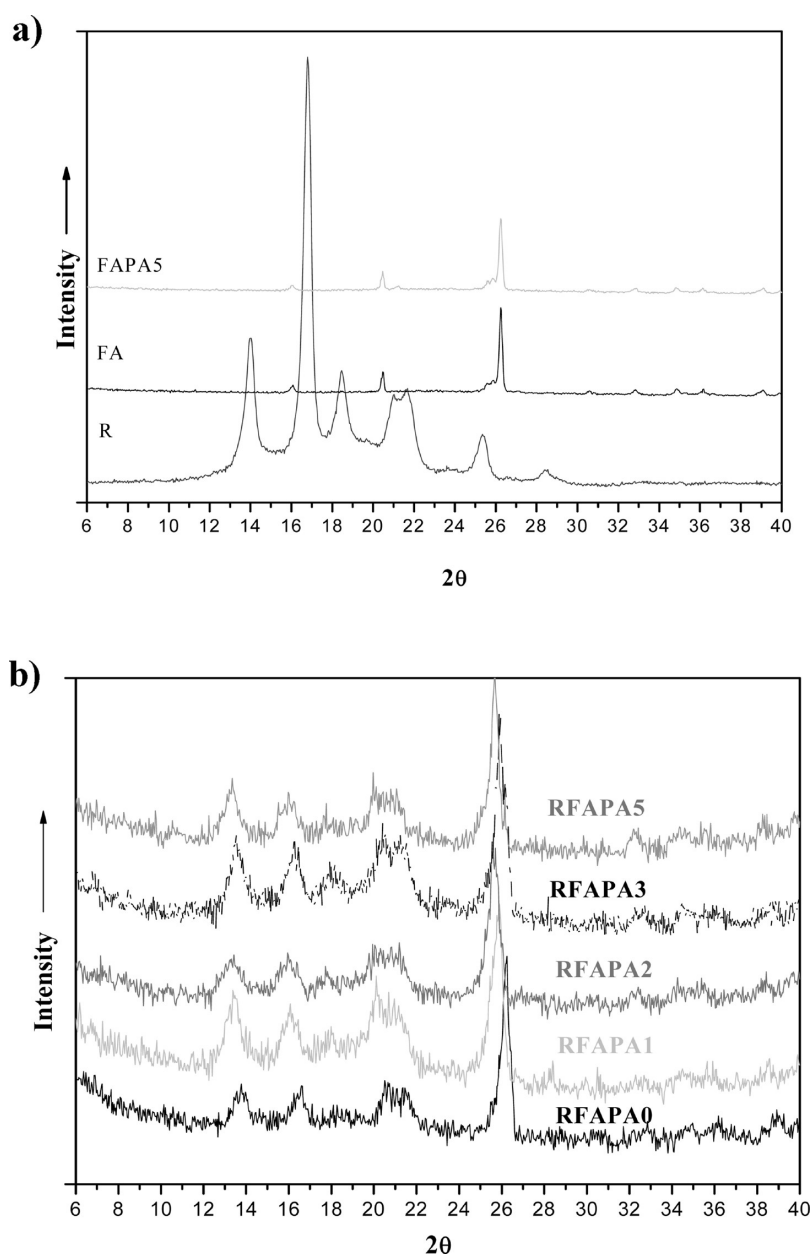 a)
Intensity
FAPA5
FA
R
6 8 10 12 14 16 18 20 22 24 26 28 30 32 34 36 38 40
2θ
b)
Intensity
RFAPA5
RFAPA3
RFAPA2
RFAPA1
RFAPA0
6 8 10 12 14 16 18 20 22 24 26 28 30 32 34 36 38 40
2θ